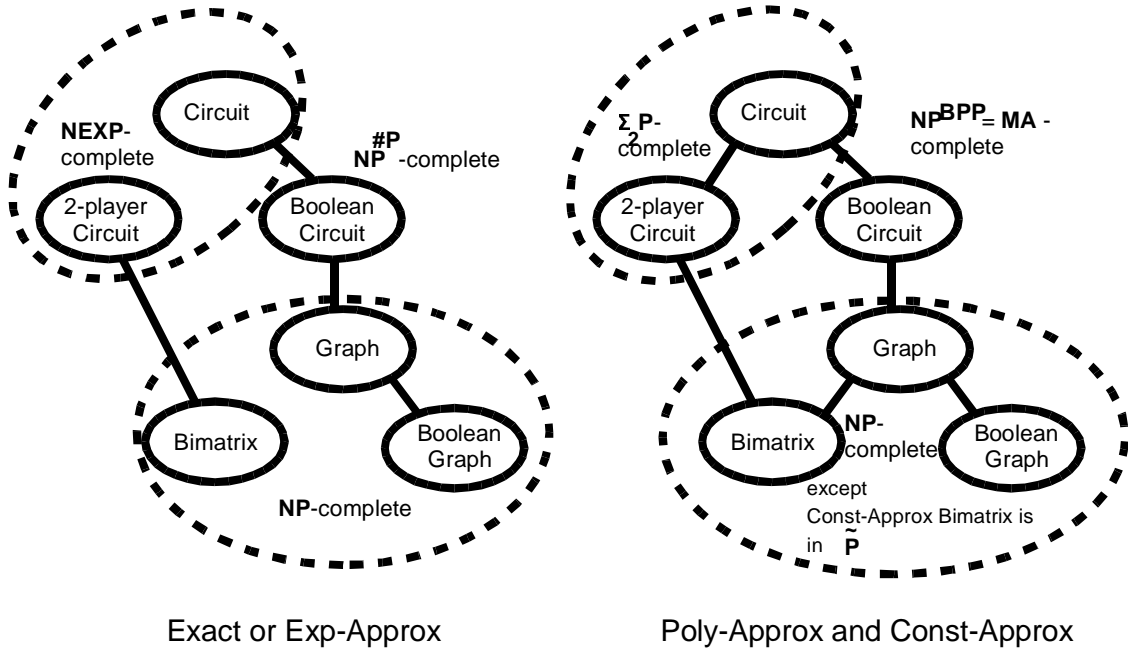 Circuit
NEXP-
complete
NP^#P-complete
2-player
Circuit
Boolean
Circuit
Graph
Bimatrix
Boolean
Graph
NP-complete
Exact or Exp-Approx
Circuit
Σ₂P-
complete
NP^BPP = MA -
complete
2-player
Circuit
Boolean
Circuit
Graph
Bimatrix
NP-
complete
Boolean
Graph
except
Const-Approx Bimatrix is
in P̃
Poly-Approx and Const-Approx